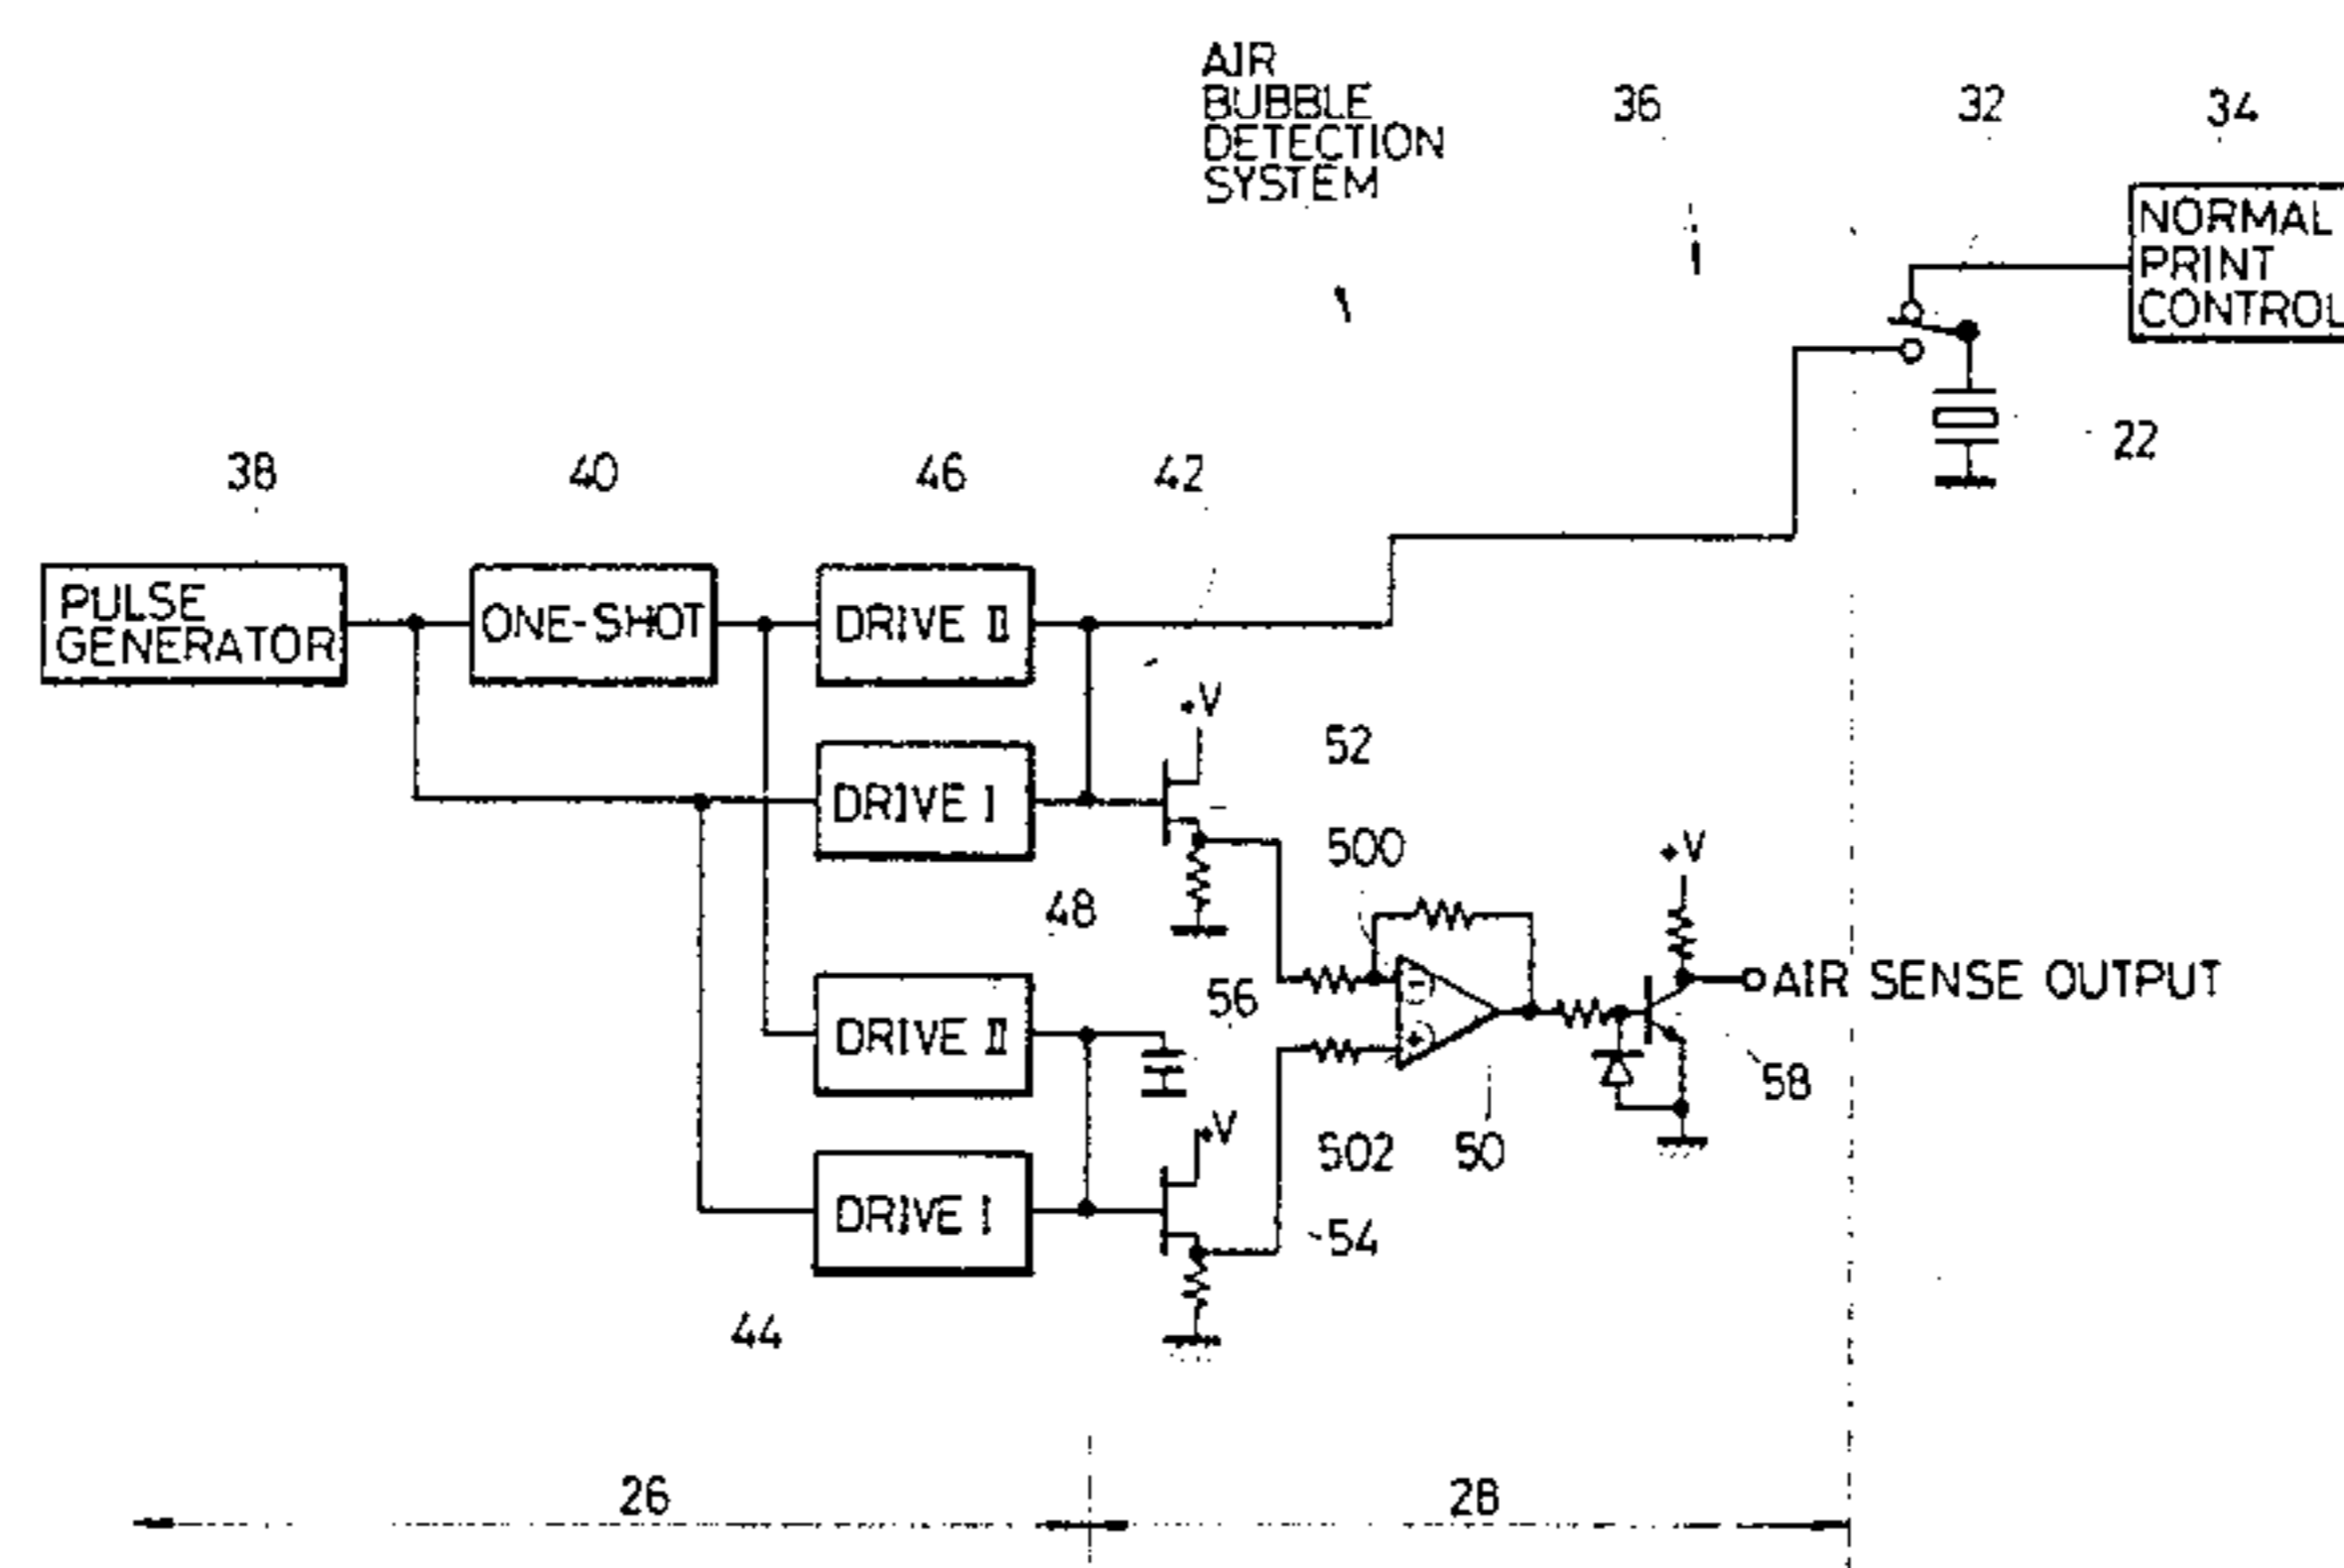 AIR
BUBBLE
DETECTION
SYSTEM
36
32
34
NORMAL
PRINT
CONTROL
22
38
40
46
42
PULSE
GENERATOR
ONE-SHOT
DRIVE II
+V
52
DRIVE I
500
+V
48
AIR SENSE OUTPUT
56
DRIVE II
58
+V
502
50
DRIVE I
54
44
26
28